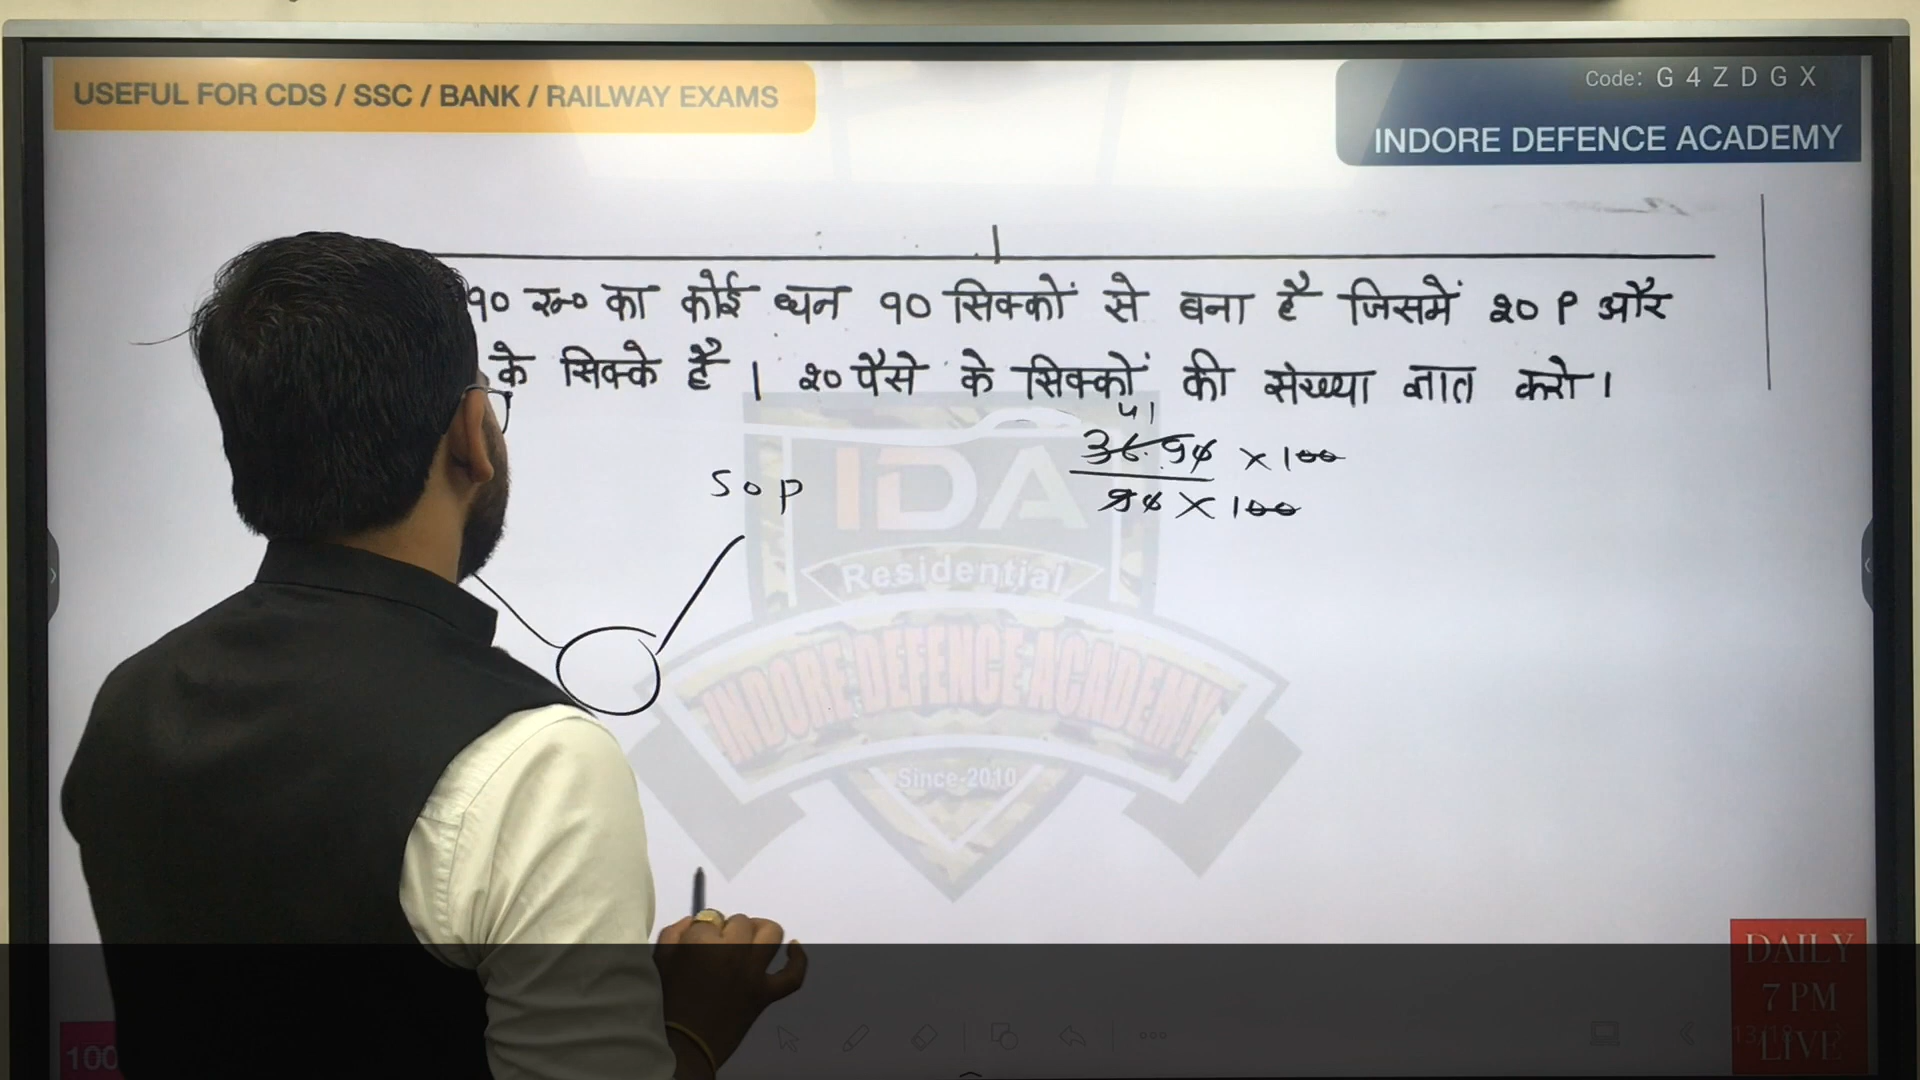 USEFUL FOR CDS / SSC / BANK / RAILWAY EXAMS
Code: G 4 Z D G X
INDORE DEFENCE ACADEMY
१० रु० का कोई धन १० सिक्कों से बना है जिसमें २० P और
के सिक्के है । २० पैसे के सिक्कों की संख्या ज्ञात करो ।
50 P
× 100
× 100
IDA
Residential
INDORE DEFENCE ACADEMY
Since-2010
DAILY
7 PM
LIVE
100